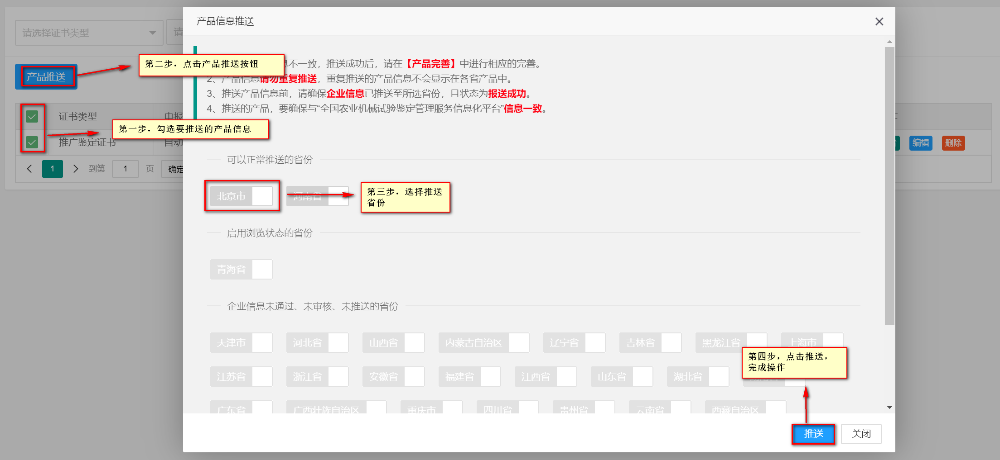 产品信息推送
请选择证书类型
请
第二步．点击产品推送按钮
息不一致，推送成功后，请在【产品完善】中进行相应的完善。
产品推送
2、产品信息请勿重复推送，重复推送的产品信息不会显示在各省产品中。
3、推送产品信息前，请确保企业信息已推送至所选省份，且状态为报送成功。
4、推送的产品，要确保与“全国农业机械试验鉴定管理服务信息化平台”信息一致。
证书类型 申报
第一步．勾选要推送的产品信息
推广鉴定证书 自动
编辑 删除
可以正常推送的省份
1 到第 1 页 确定
北京市 河南省
第三步．选择推送
省份
启用浏览状态的省份
青海省
企业信息未通过、未审核、未推送的省份
天津市 河北省 山西省 内蒙古自治区 辽宁省 吉林省 黑龙江省 上海市
第四步．点击推送，
完成操作
江苏省 浙江省 安徽省 福建省 江西省 山东省 湖北省
广东省 广西壮族自治区 重庆市 四川省 贵州省 云南省 西藏自治区
推送 关闭